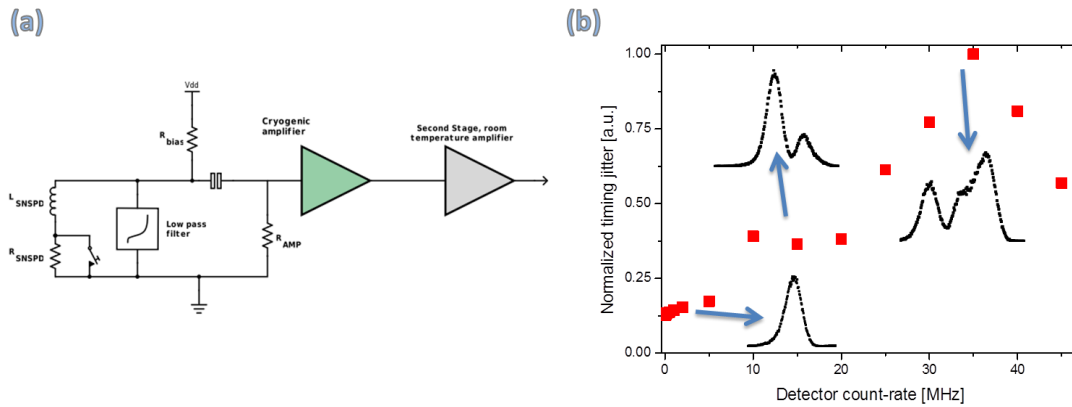 (a)
Vdd
R
bias
Cryogenic
amplifier
Second Stage, room
temperature amplifier
L
SNSPD
R
SNSPD
Low pass
filter
R
AMP
(b)
Normalized timing jitter [a.u.]
1.00
0.75
0.50
0.25
0.00
0
10
20
30
40
Detector count-rate [MHz]